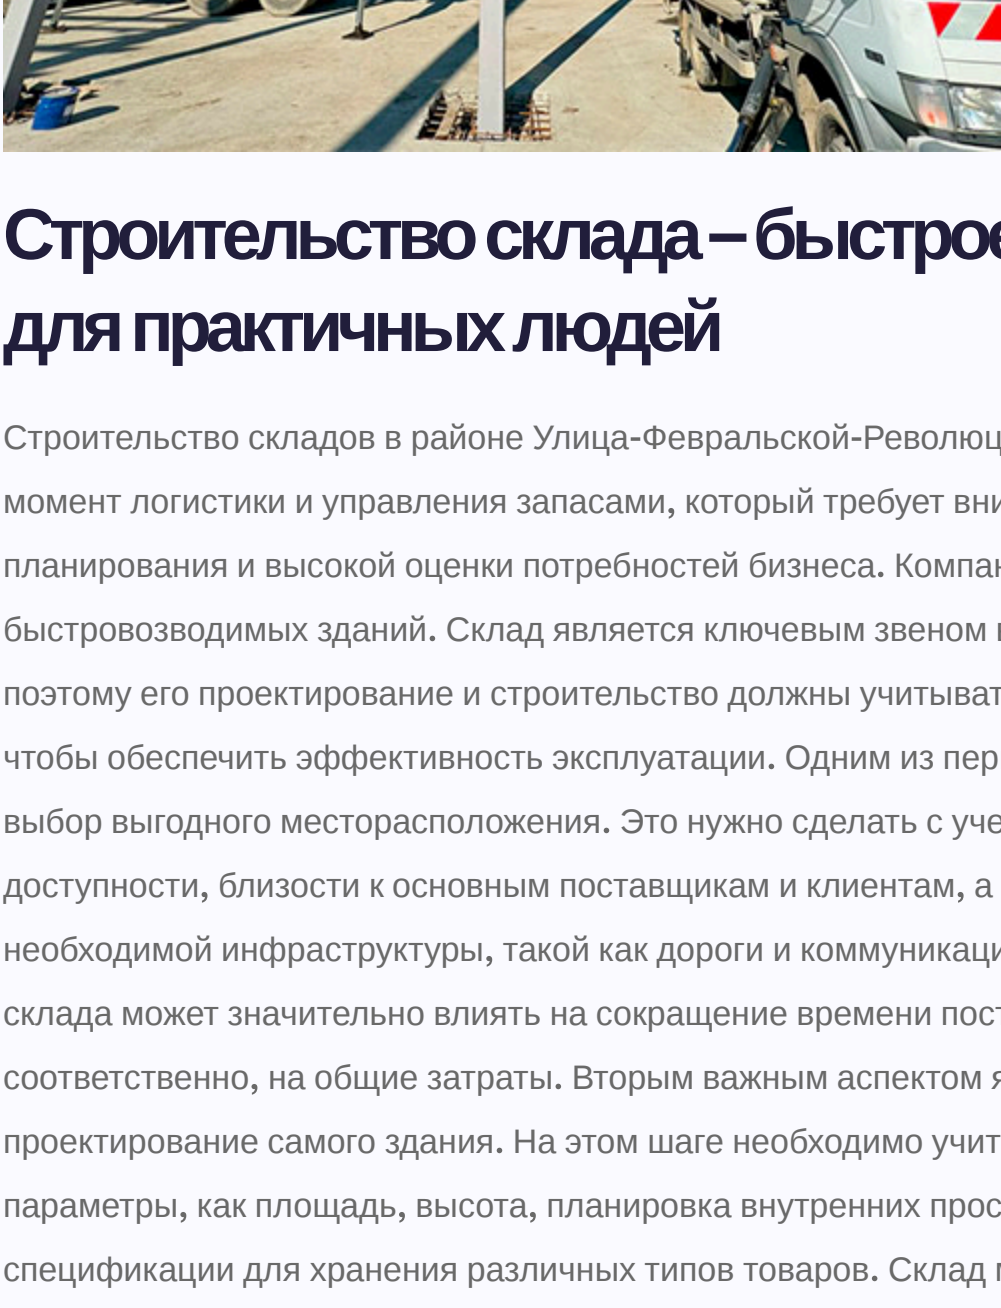 Строительство склада – быстрое
для практичных людей
Строительство складов в районе Улица-Февральской-Революц
момент логистики и управления запасами, который требует вни
планирования и высокой оценки потребностей бизнеса. Компан
быстровозводимых зданий. Склад является ключевым звеном в
поэтому его проектирование и строительство должны учитыват
чтобы обеспечить эффективность эксплуатации. Одним из пер
выбор выгодного месторасположения. Это нужно сделать с уче
доступности, близости к основным поставщикам и клиентам, а
необходимой инфраструктуры, такой как дороги и коммуникаци
склада может значительно влиять на сокращение времени пост
соответственно, на общие затраты. Вторым важным аспектом я
проектирование самого здания. На этом шаге необходимо учит
параметры, как площадь, высота, планировка внутренних прос
спецификации для хранения различных типов товаров. Склад м